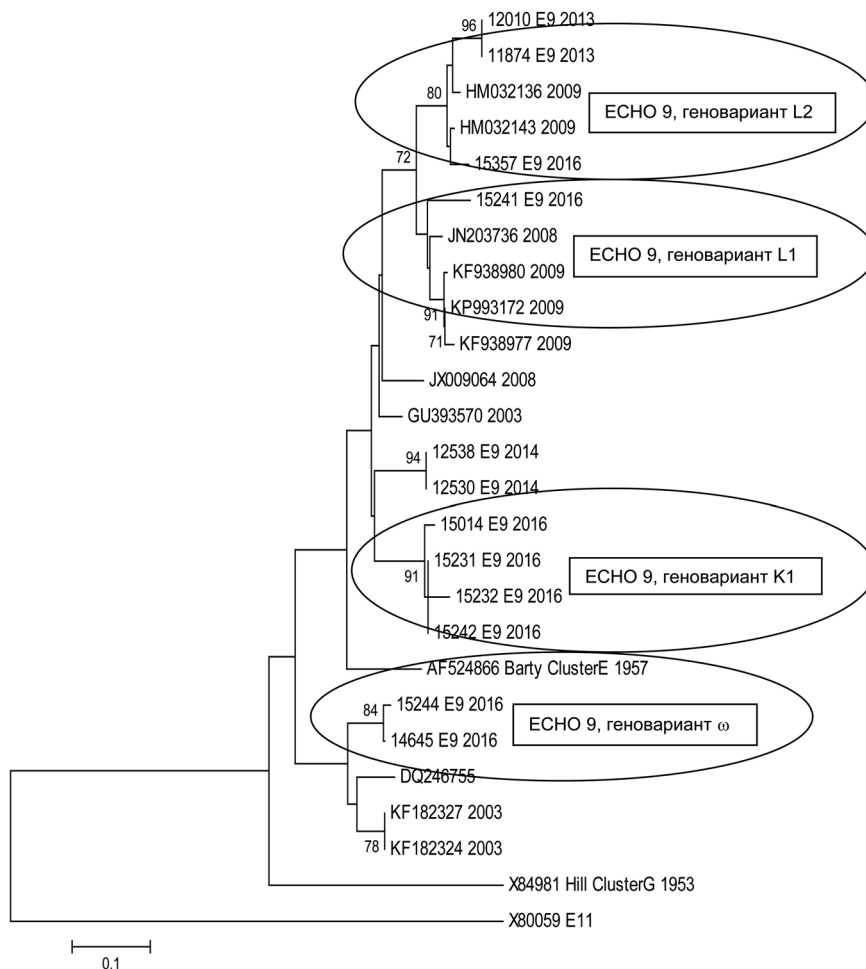 96
12010 E9 2013
11874 E9 2013
80
HM032136 2009
ECHO 9, геновариант L2
HM032143 2009
72
15357 E9 2016
15241 E9 2016
JN203736 2008
ECHO 9, геновариант L1
KF938980 2009
KP993172 2009
91
71
KF938977 2009
JX009064 2008
GU393570 2003
94
12538 E9 2014
12530 E9 2014
15014 E9 2016
15231 E9 2016
91
ECHO 9, геновариант K1
15232 E9 2016
15242 E9 2016
AF524866 Barty ClusterE 1957
84
15244 E9 2016
ECHO 9, геновариант ω
14645 E9 2016
DQ246755
KF182327 2003
78
KF182324 2003
X84981 Hill ClusterG 1953
X80059 E11
0.1